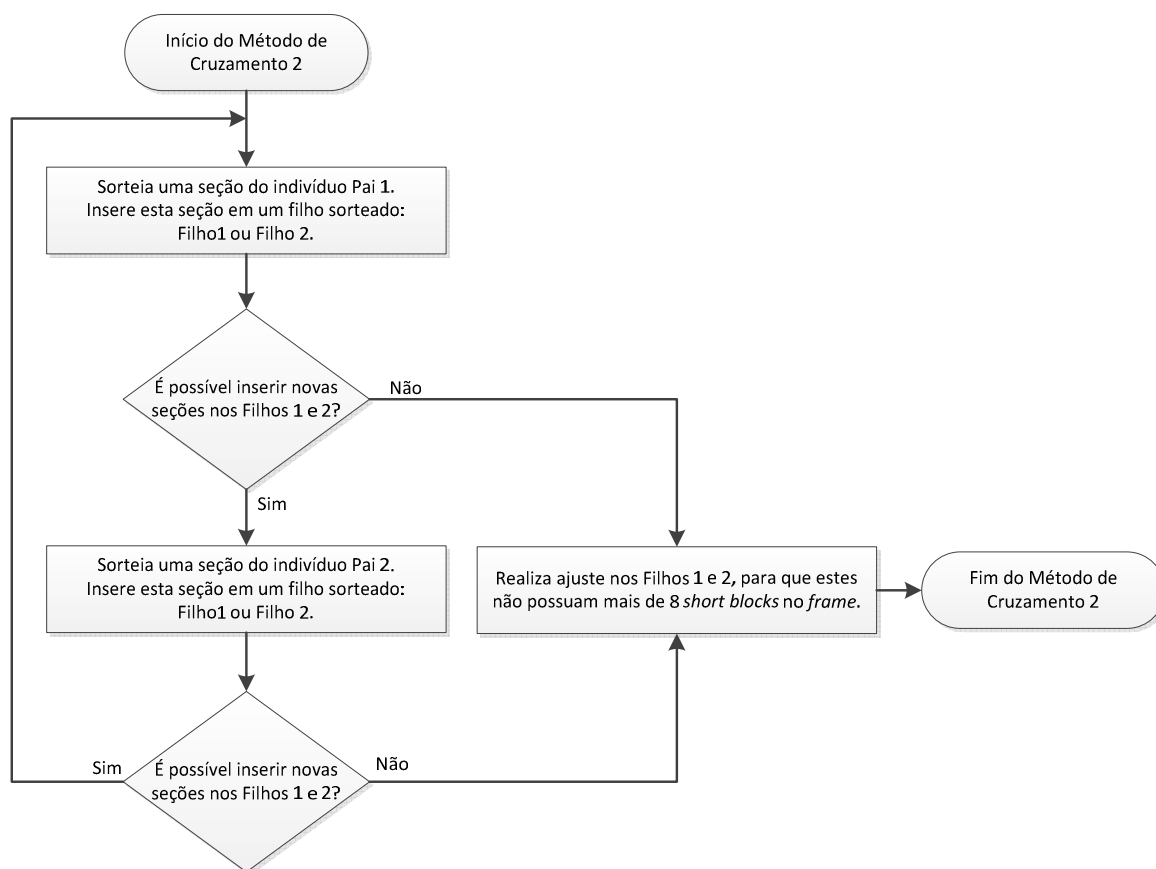 Início do Método de
Cruzamento 2
Sorteia uma seção do indivíduo Pai 1.
Insere esta seção em um filho sorteado:
Filho1 ou Filho 2.
É possível inserir novas
seções nos Filhos 1 e 2?
Não
Sim
Sorteia uma seção do indivíduo Pai 2.
Insere esta seção em um filho sorteado:
Filho1 ou Filho 2.
Realiza ajuste nos Filhos 1 e 2, para que estes
não possuam mais de 8 short blocks no frame.
Fim do Método de
Cruzamento 2
Sim
É possível inserir novas
seções nos Filhos 1 e 2?
Não